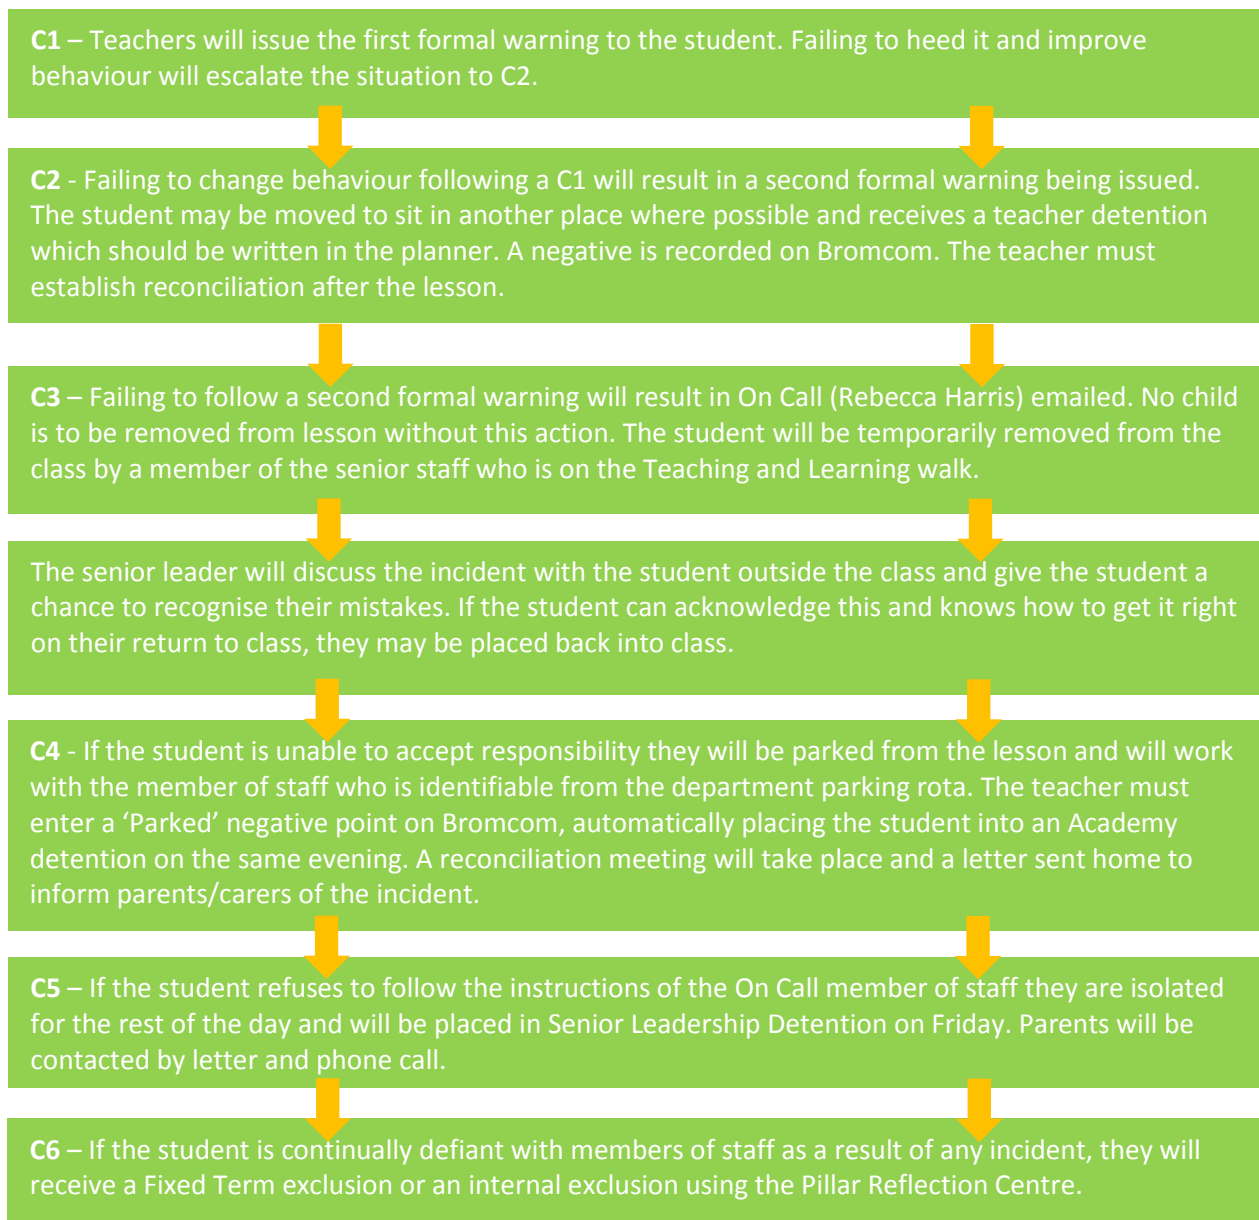 C1 – Teachers will issue the first formal warning to the student. Failing to heed it and improve
behaviour will escalate the situation to C2.
C2 - Failing to change behaviour following a C1 will result in a second formal warning being issued.
The student may be moved to sit in another place where possible and receives a teacher detention
which should be written in the planner. A negative is recorded on Bromcom. The teacher must
establish reconciliation after the lesson.
C3 – Failing to follow a second formal warning will result in On Call (Rebecca Harris) emailed. No child
is to be removed from lesson without this action. The student will be temporarily removed from the
class by a member of the senior staff who is on the Teaching and Learning walk.
The senior leader will discuss the incident with the student outside the class and give the student a
chance to recognise their mistakes. If the student can acknowledge this and knows how to get it right
on their return to class, they may be placed back into class.
C4 - If the student is unable to accept responsibility they will be parked from the lesson and will work
with the member of staff who is identifiable from the department parking rota. The teacher must
enter a ‘Parked’ negative point on Bromcom, automatically placing the student into an Academy
detention on the same evening. A reconciliation meeting will take place and a letter sent home to
inform parents/carers of the incident.
C5 – If the student refuses to follow the instructions of the On Call member of staff they are isolated
for the rest of the day and will be placed in Senior Leadership Detention on Friday. Parents will be
contacted by letter and phone call.
C6 – If the student is continually defiant with members of staff as a result of any incident, they will
receive a Fixed Term exclusion or an internal exclusion using the Pillar Reflection Centre.